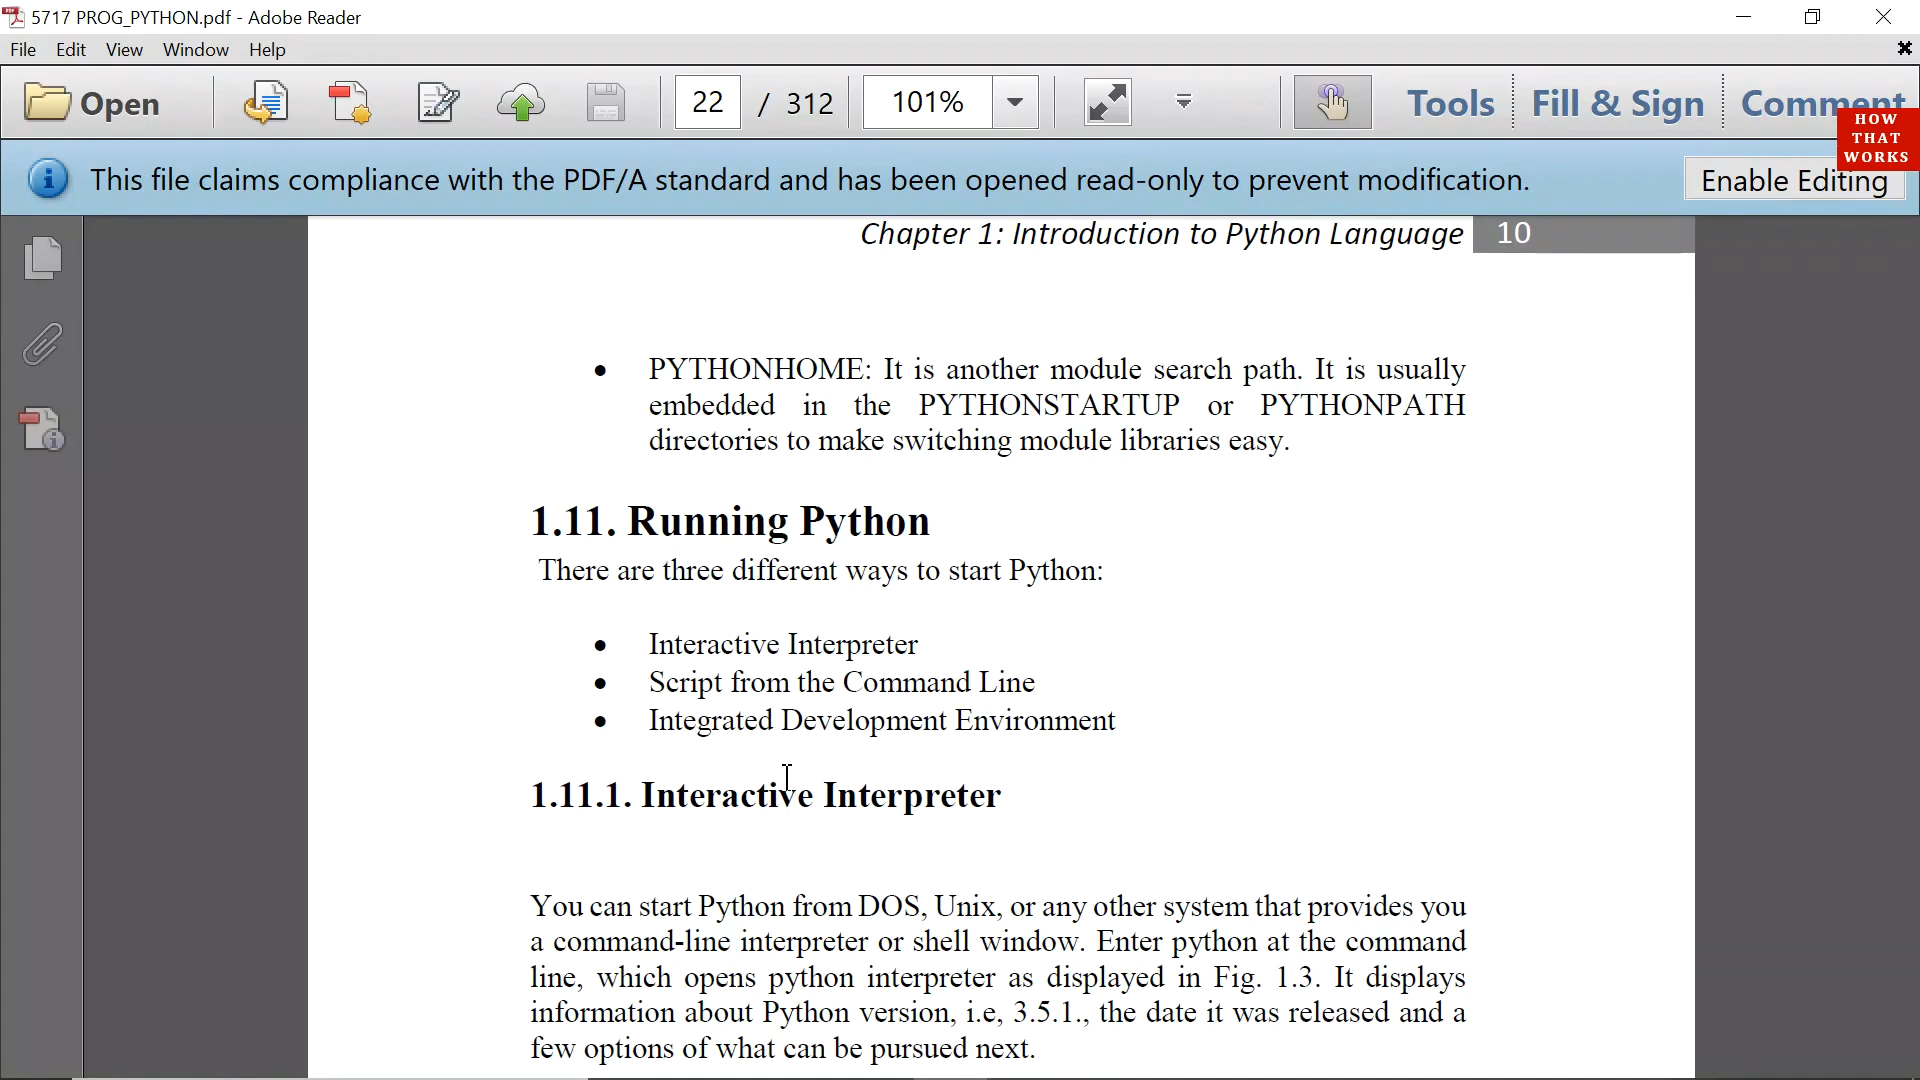 5717 PROG_PYTHON.pdf - Adobe Reader
File Edit View Window Help
Open 22 / 312 101% Tools Fill & Sign Comment
HOW
THAT
WORKS
This file claims compliance with the PDF/A standard and has been opened read-only to prevent modification. Enable Editing
Chapter 1: Introduction to Python Language 10
• PYTHONHOME: It is another module search path. It is usually
embedded in the PYTHONSTARTUP or PYTHONPATH
directories to make switching module libraries easy.
1.11. Running Python
There are three different ways to start Python:
• Interactive Interpreter
• Script from the Command Line
• Integrated Development Environment
1.11.1. Interactive Interpreter
You can start Python from DOS, Unix, or any other system that provides you
a command-line interpreter or shell window. Enter python at the command
line, which opens python interpreter as displayed in Fig. 1.3. It displays
information about Python version, i.e, 3.5.1., the date it was released and a
few options of what can be pursued next.